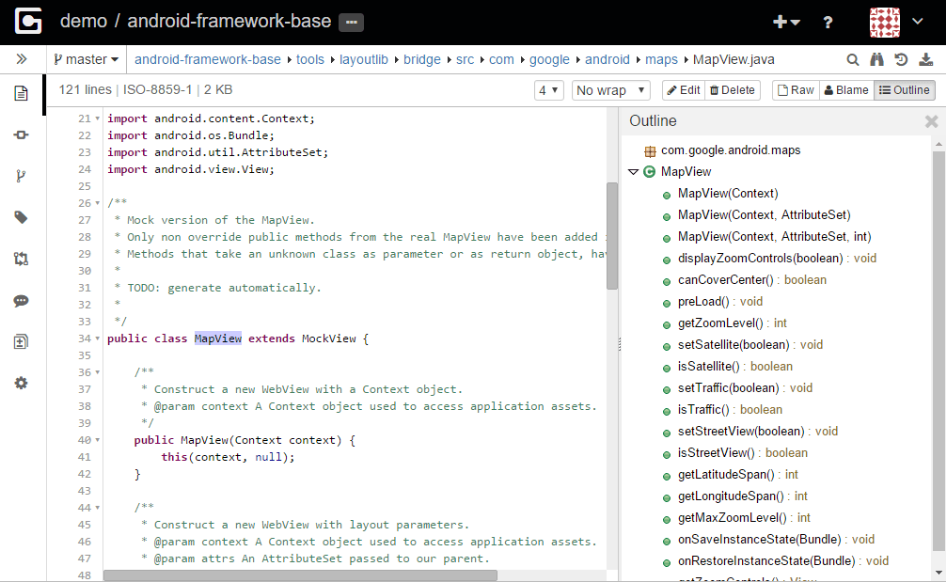 demo / android-framework-base
master
android-framework-base tools layoutlib bridge src com google android maps MapView.java
121 lines | ISO-8859-1 | 2 KB
4 No wrap Edit Delete Raw Blame Outline
21 import android.content.Context;
22 import android.os.Bundle;
23 import android.util.AttributeSet;
24 import android.view.View;
25
26 /**
27 * Mock version of the MapView.
28 * Only non override public methods from the real MapView have been added
29 * Methods that take an unknown class as parameter or as return object,
30 *
31 * TODO: generate automatically.
32 *
33 */
34 public class MapView extends MockView {
35
36 /**
37 * Construct a new WebView with a Context object.
38 * @param context A Context object used to access application assets.
39 */
40 public MapView(Context context) {
41 this(context, null);
42 }
43
44 /**
45 * Construct a new WebView with layout parameters.
46 * @param context A Context object used to access application assets.
47 * @param attrs An AttributeSet passed to our parent.
48
Outline
com.google.android.maps
MapView
MapView(Context)
MapView(Context, AttributeSet)
MapView(Context, AttributeSet, int)
displayZoomControls(boolean) : void
canCoverCenter() : boolean
preLoad() : void
getZoomLevel() : int
setSatellite(boolean) : void
isSatellite() : boolean
setTraffic(boolean) : void
isTraffic() : boolean
setStreetView(boolean) : void
isStreetView() : boolean
getLatitudeSpan() : int
getLongitudeSpan() : int
getMaxZoomLevel() : int
onSaveInstanceState(Bundle) : void
onRestoreInstanceState(Bundle) : void